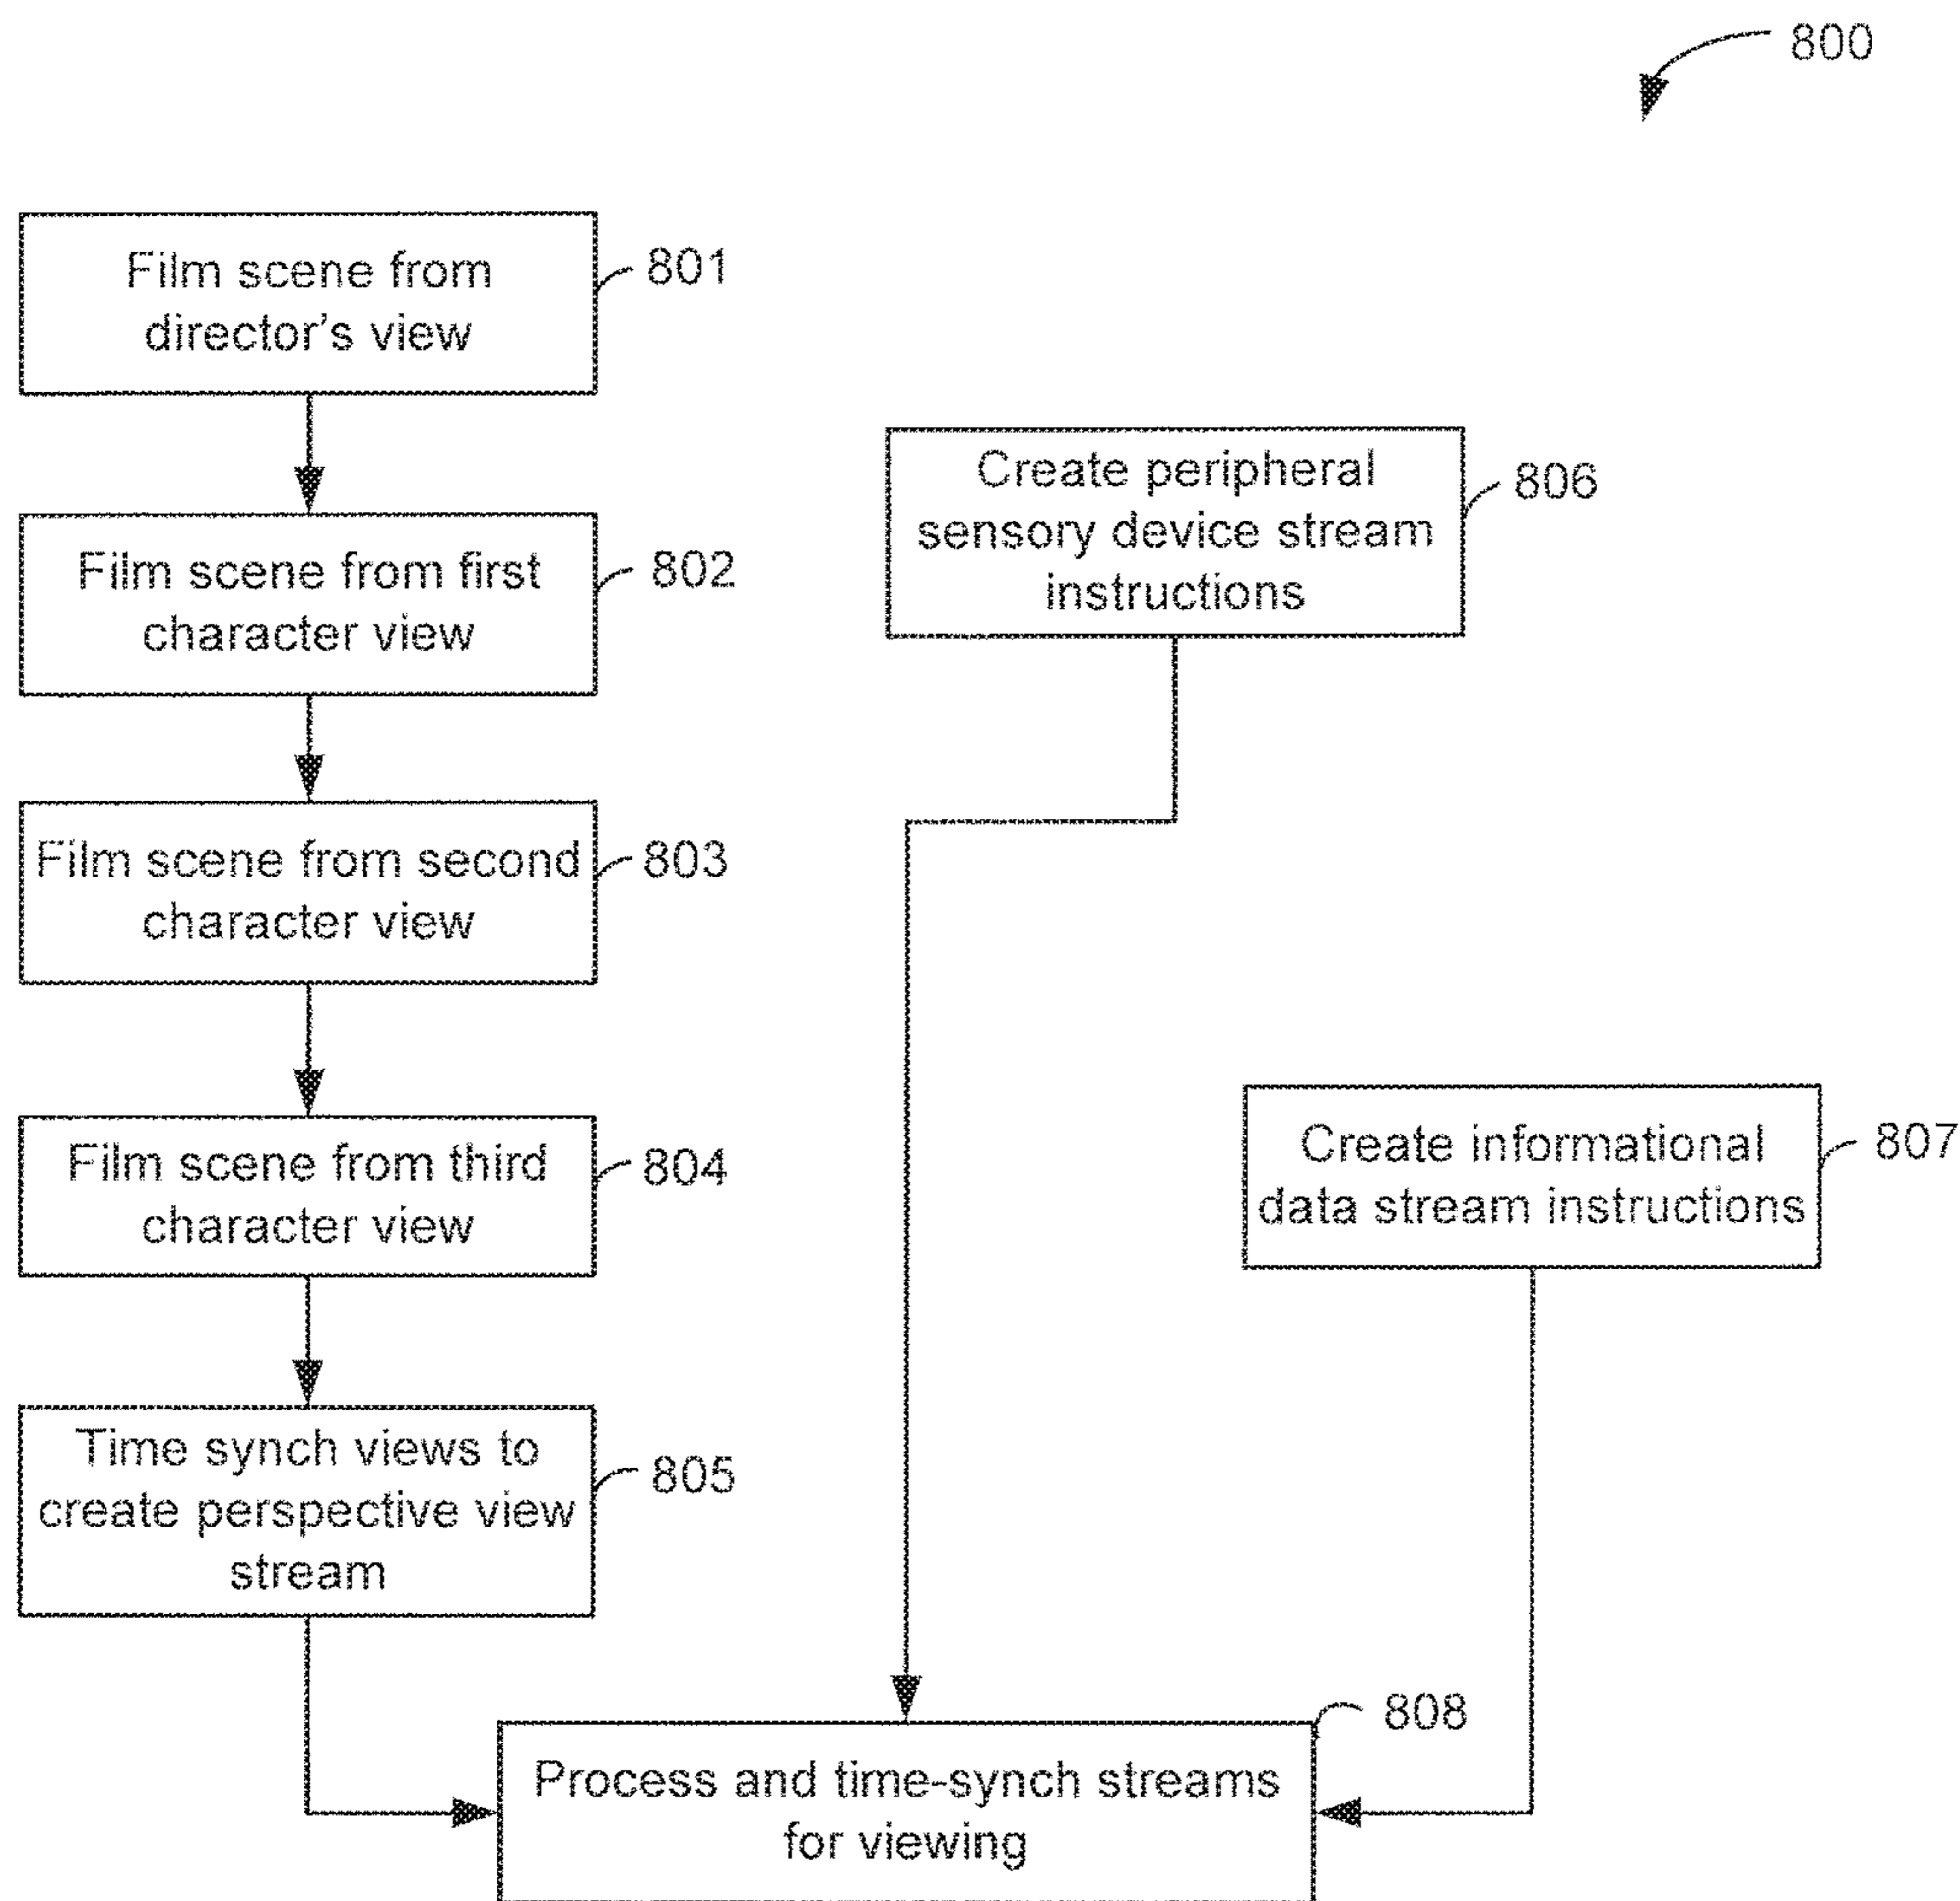 800
Film scene from
director's view
801
Film scene from first
character view
802
Film scene from second
character view
803
Film scene from third
character view
804
Time synch views to
create perspective view
stream
805
Create peripheral
sensory device stream
instructions
806
Create informational
data stream instructions
807
Process and time-synch streams
for viewing
808